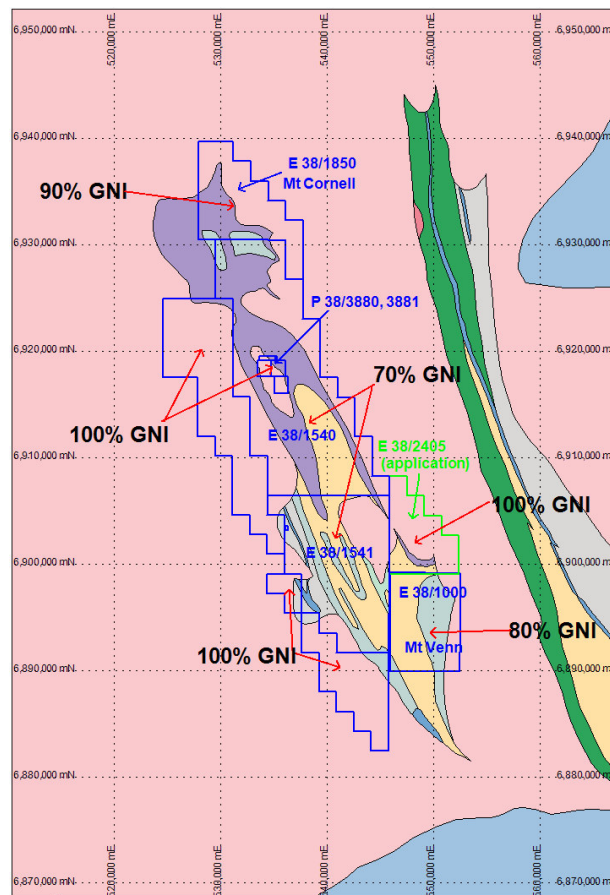 6,950,000 mN
520,000 mE
530,000 mE
540,000 mE
550,000 mE
560,000 mE
6,950,000 mN
6,940,000 mN
6,940,000 mN
E 38/1850
Mt Cornell
90% GNI
6,930,000 mN
6,930,000 mN
P 38/3880, 3881
6,920,000 mN
6,920,000 mN
70% GNI
100% GNI
E 38/1540
E 38/2405
(application)
6,910,000 mN
6,910,000 mN
100% GNI
E 38/1541
6,900,000 mN
6,900,000 mN
E 38/1000
80% GNI
Mt Venn
100% GNI
6,890,000 mN
6,890,000 mN
6,880,000 mN
6,880,000 mN
6,870,000 mN
520,000 mE
530,000 mE
540,000 mE
550,000 mE
560,000 mE
6,870,000 mN